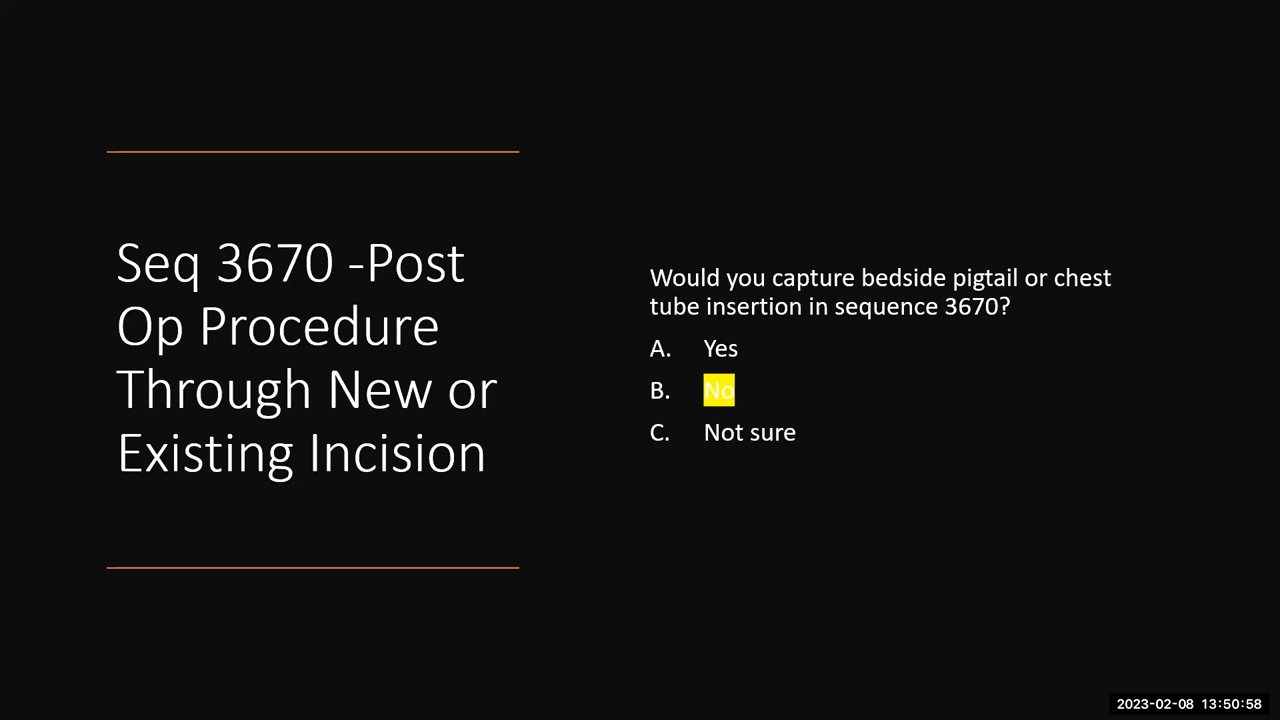 Seq 3670 -Post
Op Procedure
Through New or
Existing Incision
Would you capture bedside pigtail or chest
tube insertion in sequence 3670?
A. Yes
B. No
C. Not sure
2023-02-08 13:50:58